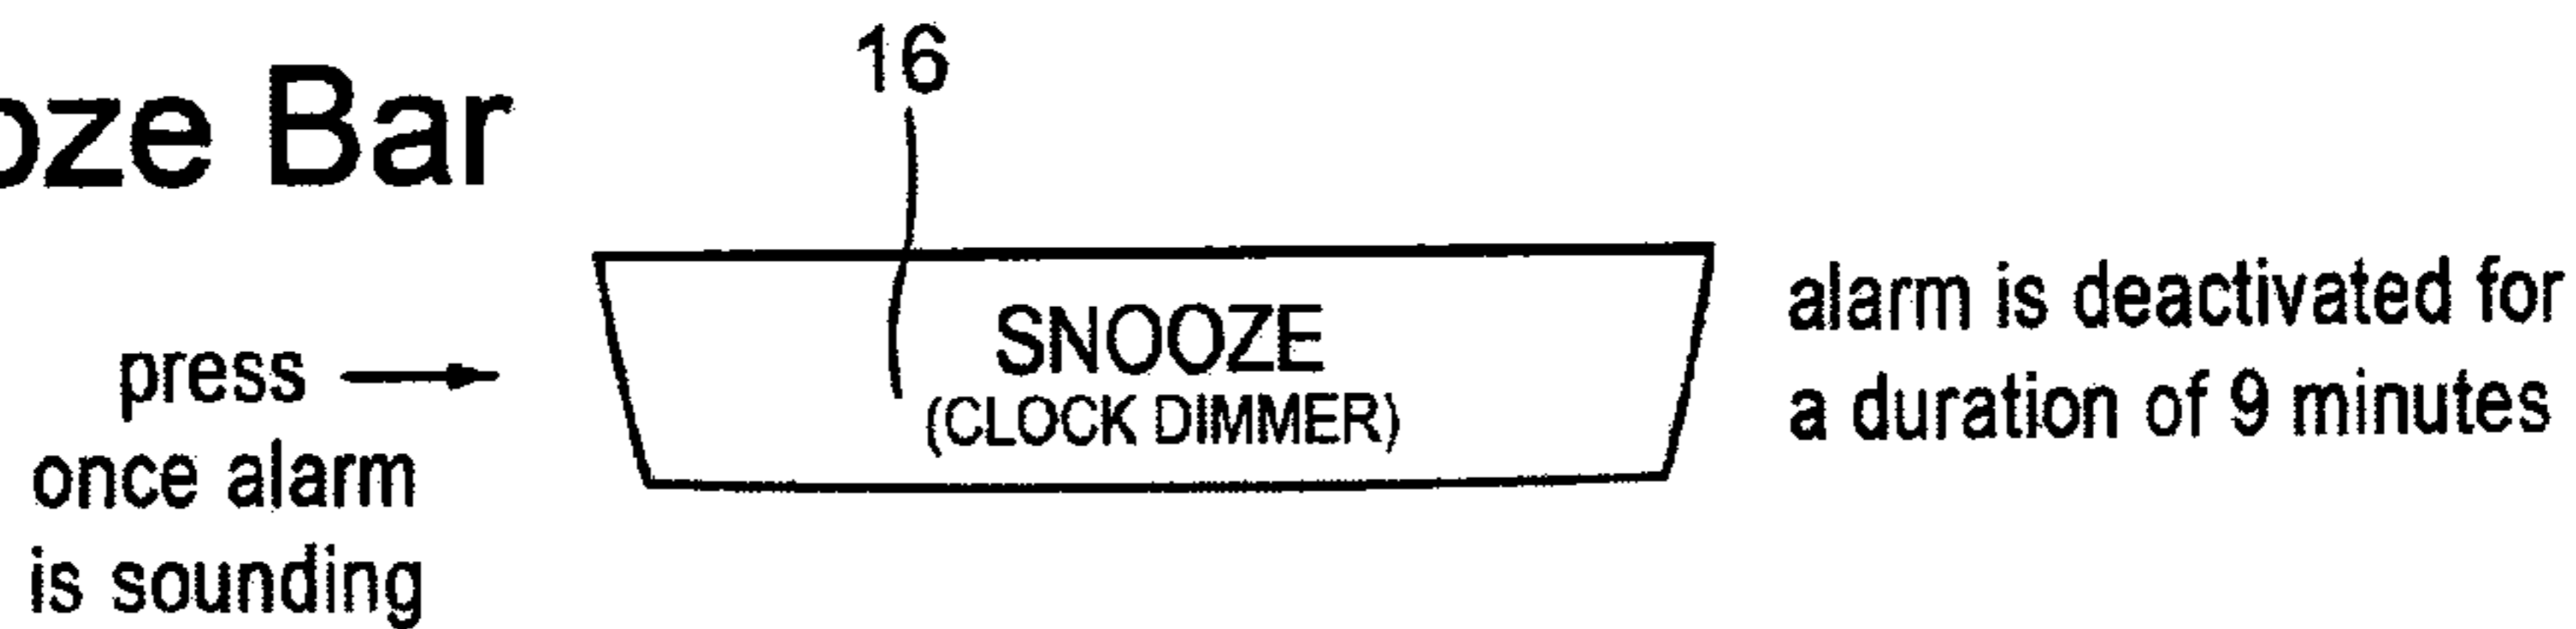 16
oze Bar
press
once alarm
is sounding
SNOOZE
(CLOCK DIMMER)
alarm is deactivated for
a duration of 9 minutes